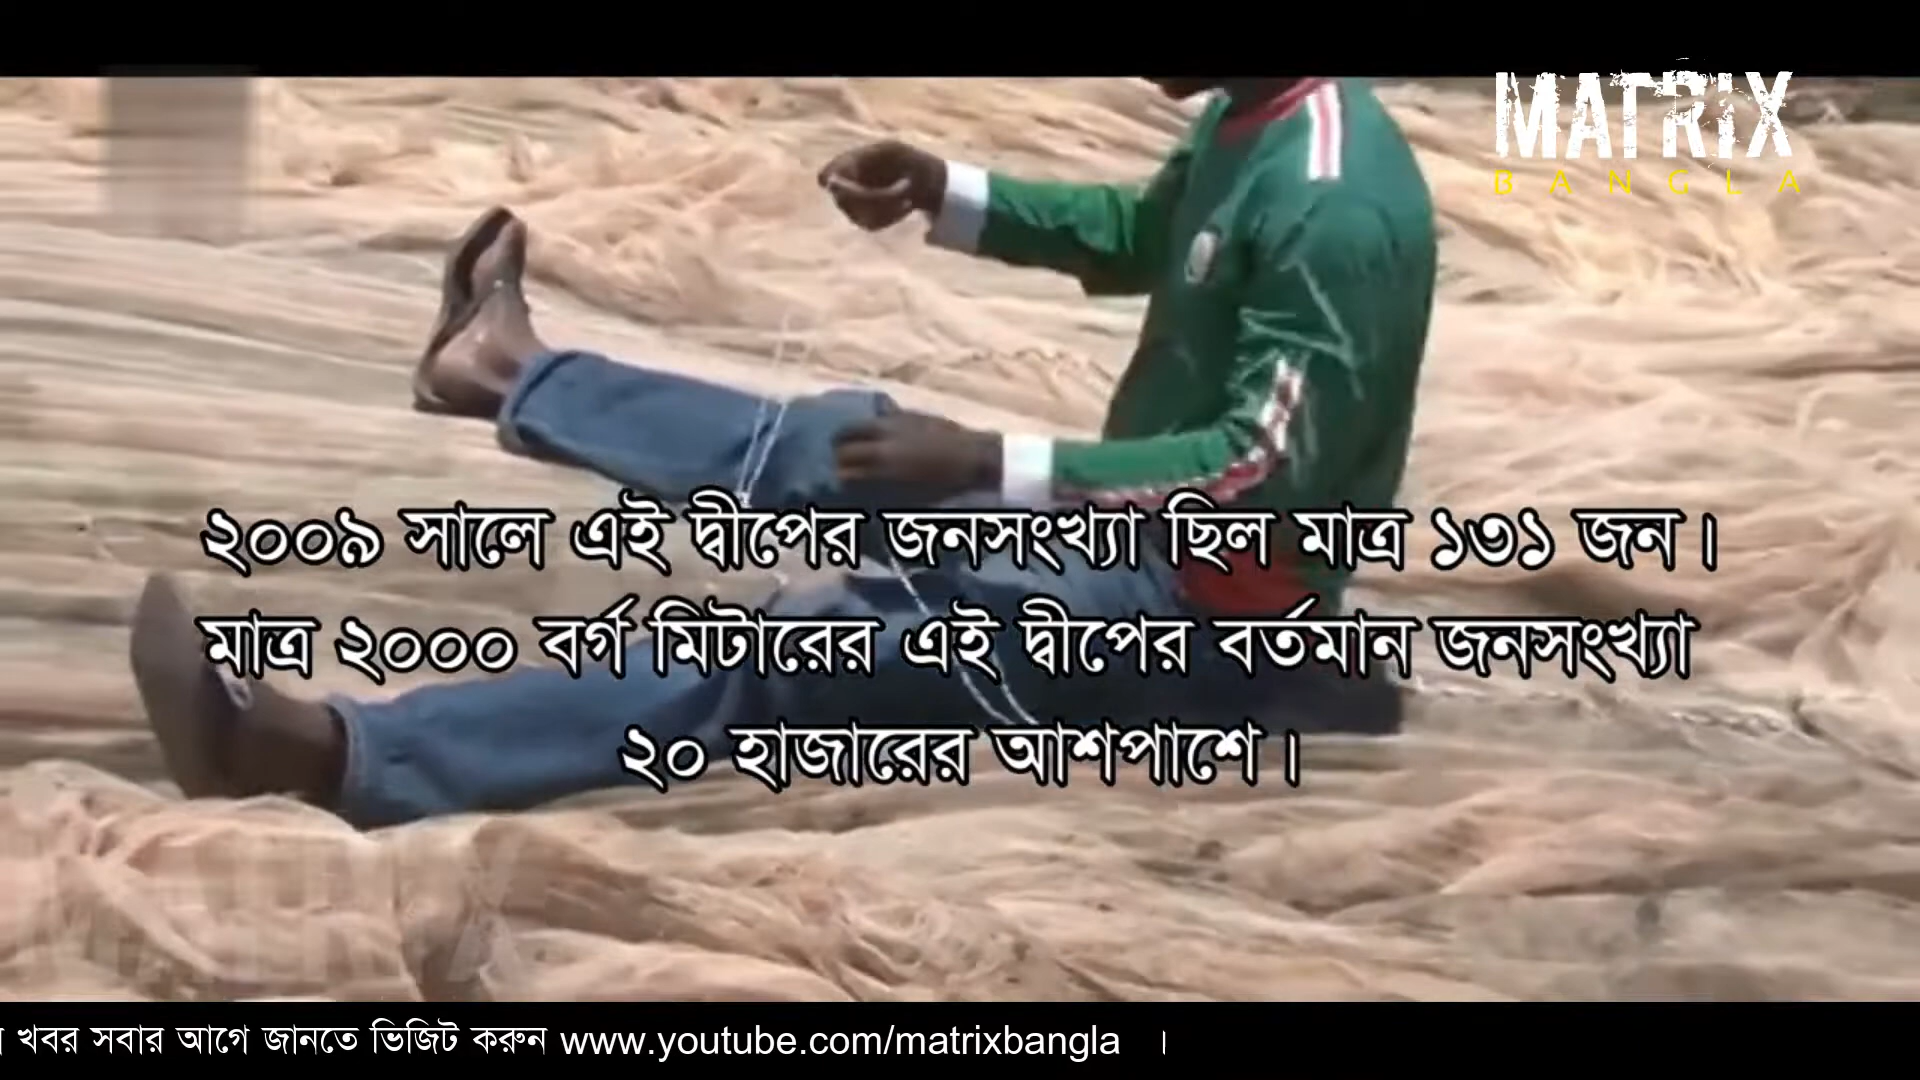 MATRIX
BANGLA
২০০৯ সালে এই দ্বীপের জনসংখ্যা ছিল মাত্র ১৩১ জন।
মাত্র ২০০০ বর্গ মিটারের এই দ্বীপের বর্তমান জনসংখ্যা
২০ হাজারের আশপাশে।
খবর সবার আগে জানতে ভিজিট করুন www.youtube.com/matrixbangla ।